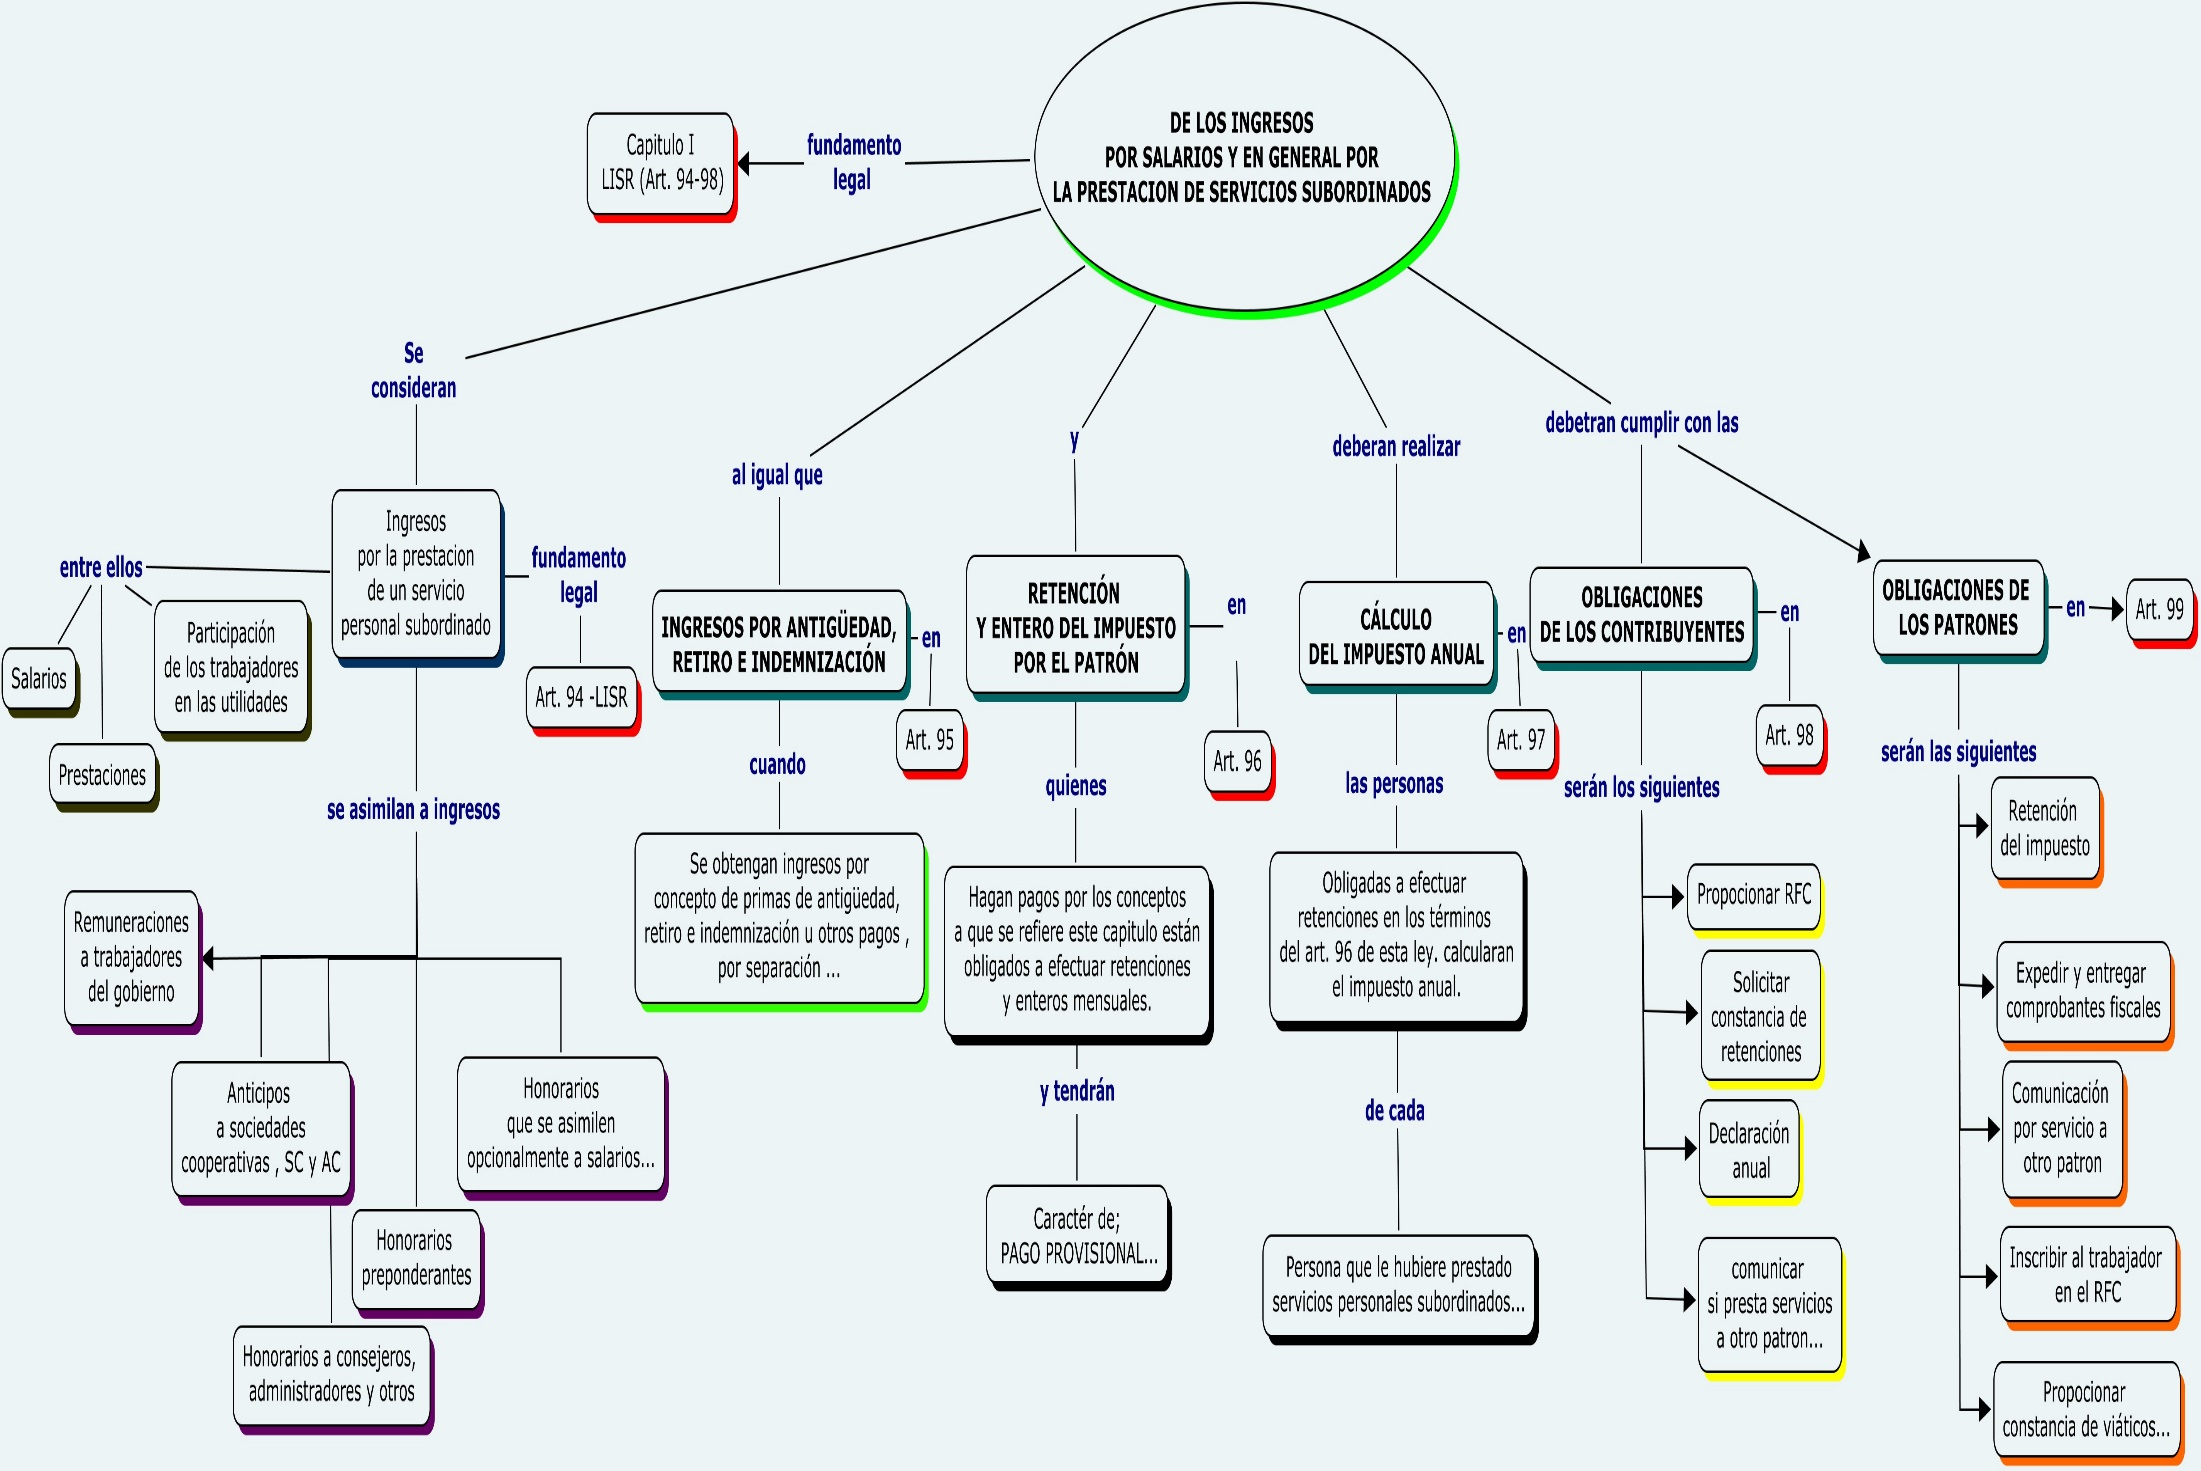 DE LOS INGRESOS
POR SALARIOS Y EN GENERAL POR
LA PRESTACION DE SERVICIOS SUBORDINADOS
fundamento
legal
Capitulo I
LISR (Art. 94-98)
Se
consideran
Ingresos
por la prestacion
de un servicio
personal subordinado
entre ellos
Salarios
Prestaciones
Participación
de los trabajadores
en las utilidades
fundamento
legal
Art. 94 -LISR
se asimilan a ingresos
Remuneraciones
a trabajadores
del gobierno
Anticipos
a sociedades
cooperativas , SC y AC
Honorarios a consejeros,
administradores y otros
Honorarios
preponderantes
Honorarios
que se asimilen
opcionalmente a salarios...
al igual que
INGRESOS POR ANTIGÜEDAD,
RETIRO E INDEMNIZACIÓN
en
Art. 95
cuando
Se obtengan ingresos por
concepto de primas de antigüedad,
retiro e indemnización u otros pagos ,
por separación ...
y
RETENCIÓN
Y ENTERO DEL IMPUESTO
POR EL PATRÓN
en
Art. 96
quienes
Hagan pagos por los conceptos
a que se refiere este capitulo están
obligados a efectuar retenciones
y enteros mensuales.
y tendrán
Caractér de;
PAGO PROVISIONAL...
deberan realizar
CÁLCULO
DEL IMPUESTO ANUAL
en
Art. 97
las personas
Obligadas a efectuar
retenciones en los términos
del art. 96 de esta ley. calcularan
el impuesto anual.
de cada
Persona que le hubiere prestado
servicios personales subordinados...
debetran cumplir con las
OBLIGACIONES
DE LOS CONTRIBUYENTES
en
Art. 98
serán los siguientes
Propocionar RFC
Solicitar
constancia de
retenciones
Declaración
anual
comunicar
si presta servicios
a otro patron...
OBLIGACIONES DE
LOS PATRONES
en
Art. 99
serán las siguientes
Retención
del impuesto
Expedir y entregar
comprobantes fiscales
Comunicación
por servicio a
otro patron
Inscribir al trabajador
en el RFC
Propocionar
constancia de viáticos...